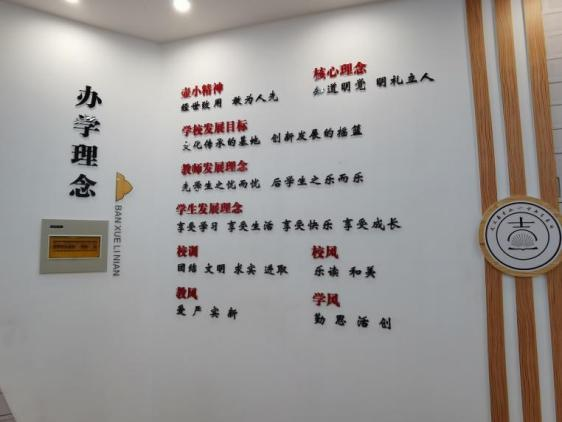 办学理念
BAN XUE LI NIAN
壶小精神
经世致用 敢为人先
核心理念
知道明觉 明礼立人
学校发展目标
文化传承的基地 创新发展的摇篮
教师发展理念
先学生之忧而忧 后学生之乐而乐
学生发展理念
享受学习 享受生活 享受快乐 享受成长
校训
团结 文明 求实 进取
校风
乐读 和美
教风
爱 严 实 新
学风
勤 思 活 创